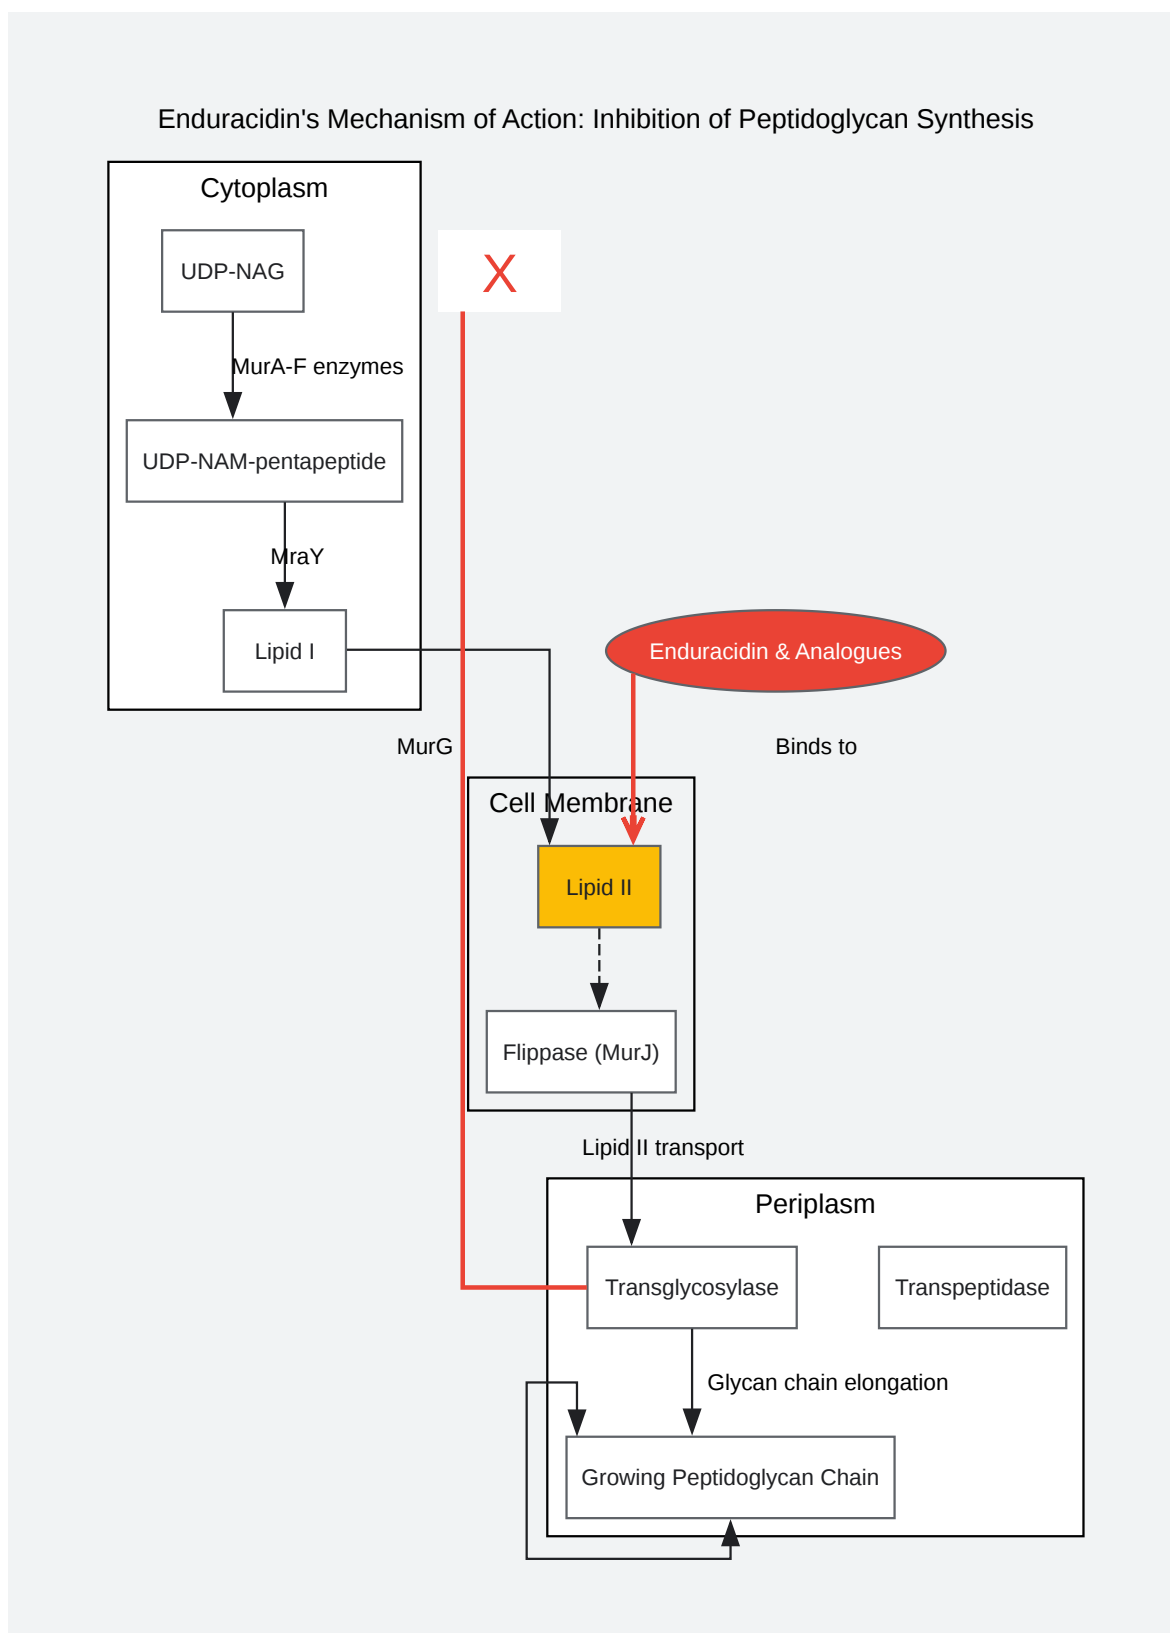 Enduracidin's Mechanism of Action: Inhibition of Peptidoglycan Synthesis
Cytoplasm
UDP-NAG
X
MurA-F enzymes
UDP-NAM-pentapeptide
MraY
Lipid I
Enduracidin & Analogues
MurG
Binds to
Cell Membrane
Lipid II
Flippase (MurJ)
Lipid II transport
Periplasm
Transglycosylase
Transpeptidase
Glycan chain elongation
Growing Peptidoglycan Chain